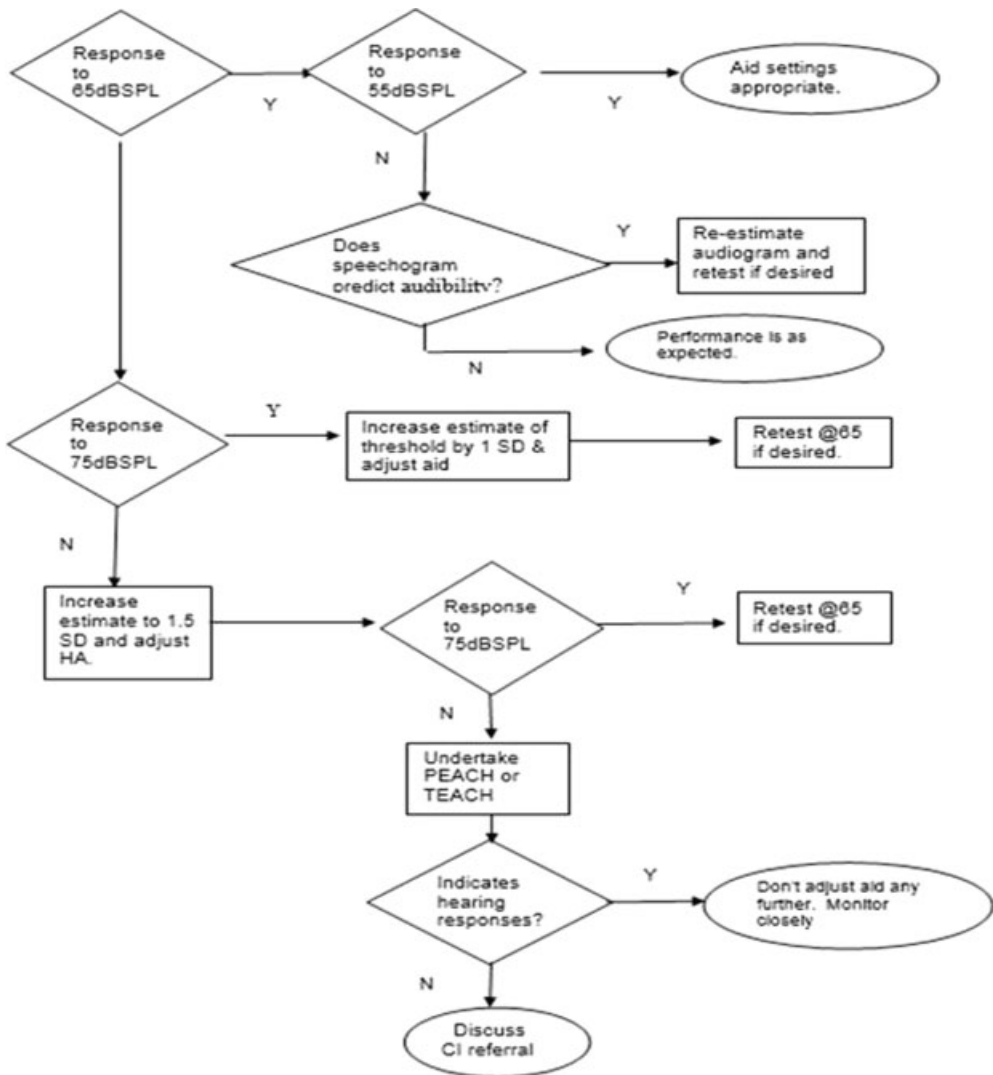 Response
to
65dBSPL
Y
Response
to
55dBSPL
Y
Aid settings
appropriate.
N
Does
speechogram
predict audibility?
Y
Re-estimate
audiogram and
retest if desired
N
Performance is as
expected.
Response
to
75dBSPL
Y
Increase estimate of
threshold by 1 SD &
adjust aid
Retest @65
if desired.
N
Increase
estimate to 1.5
SD and adjust
HA.
Response
to
75dBSPL
Y
Retest @65
if desired.
N
Undertake
PEACH or
TEACH
Indicates
hearing
responses?
Y
Don't adjust aid any
further. Monitor
closely
N
Discuss
CI referral